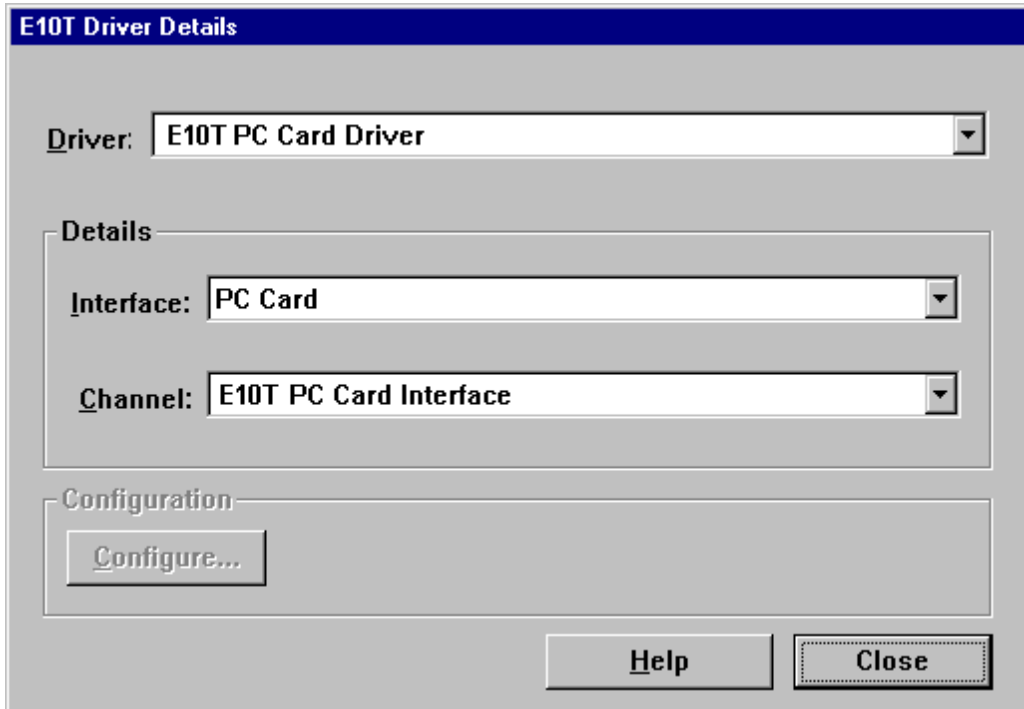 E10T Driver Details
Driver: E10T PC Card Driver
Details
Interface: PC Card
Channel: E10T PC Card Interface
Configuration
Configure...
Help Close